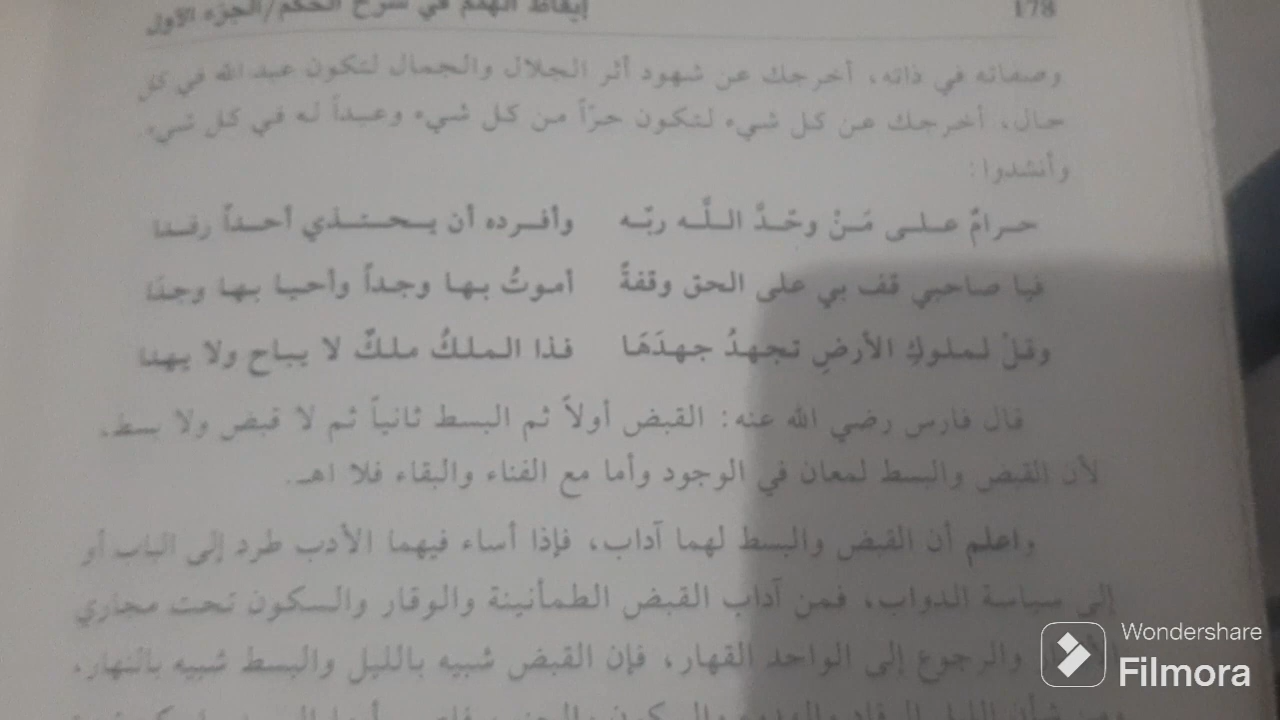 178 إيقاظ الهمم في شرح الحكم/الجزء الأول
وصفاته في ذاته، أخرجك عن شهود أثر الجلال والجمال لتكون عبد الله في كل
حال، أخرجك عن كل شيء لتكون حرّاً من كل شيء وعبداً له في كل شيء
وأنشدوا:
حرامٌ على مَنْ وحّدَّ اللَّه ربّه وأفرده أن يحتذي أحداً رفدا
فيا صاحبي قف بي على الحق وقفةً أموتُ بها وجداً وأحيا بها وجدَا
وقلْ لملوكِ الأرضِ تجهدُ جهدَهَا فذا الملكُ ملكٌ لا يباح ولا يهدا
قال فارس رضي الله عنه: القبض أولاً ثم البسط ثانياً ثم لا قبض ولا بسط.
لأن القبض والبسط لمعان في الوجود وأما مع الفناء والبقاء فلا اهـ.
واعلم أن القبض والبسط لهما آداب، فإذا أساء فيهما الأدب طرد إلى الباب أو
إلى سياسة الدواب، فمن آداب القبض الطمأنينة والوقار والسكون تحت مجاري
والرجوع إلى الواحد القهار، فإن القبض شبيه بالليل والبسط شبيه بالنهار.
Wondershare
Filmora